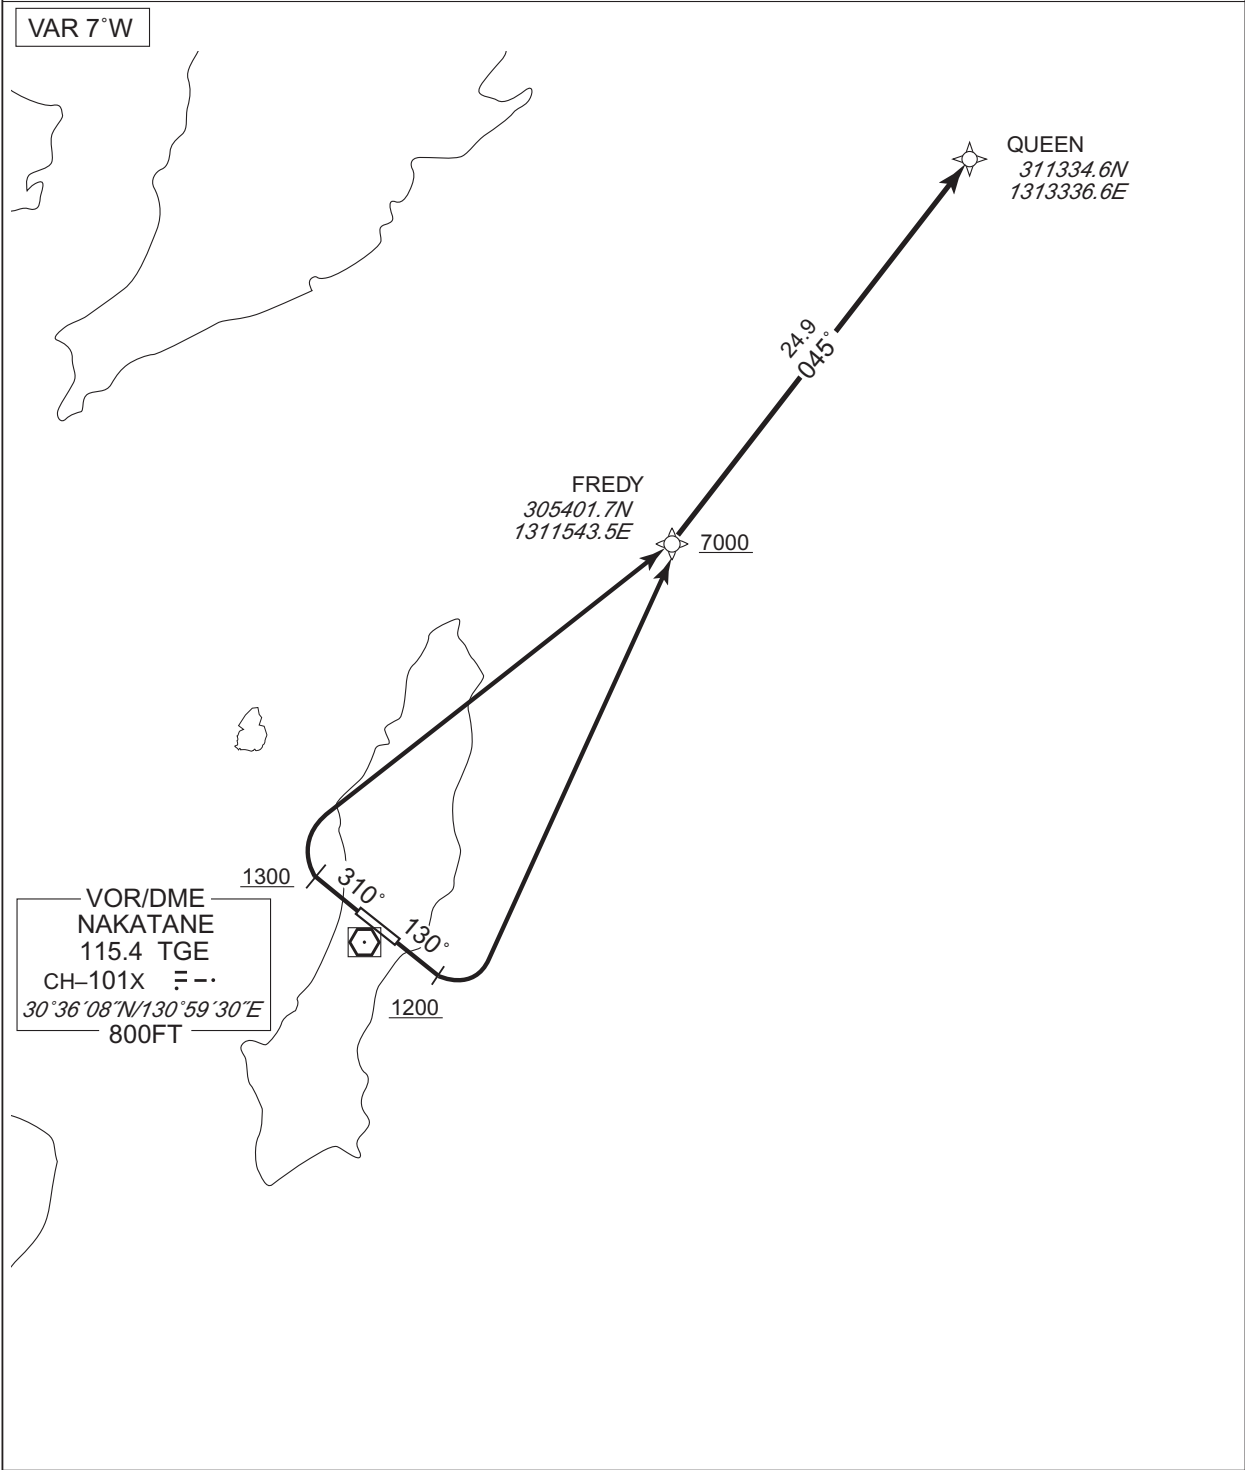 VAR 7°W
QUEEN
311334.6N
1313336.6E
24.9
045°
FREDY
305401.7N
1311543.5E
7000
1300
310°
130°
1200
VOR/DME
NAKATANE
115.4 TGE
CH–101X
30°36´08˝N/130°59´30˝E
800FT